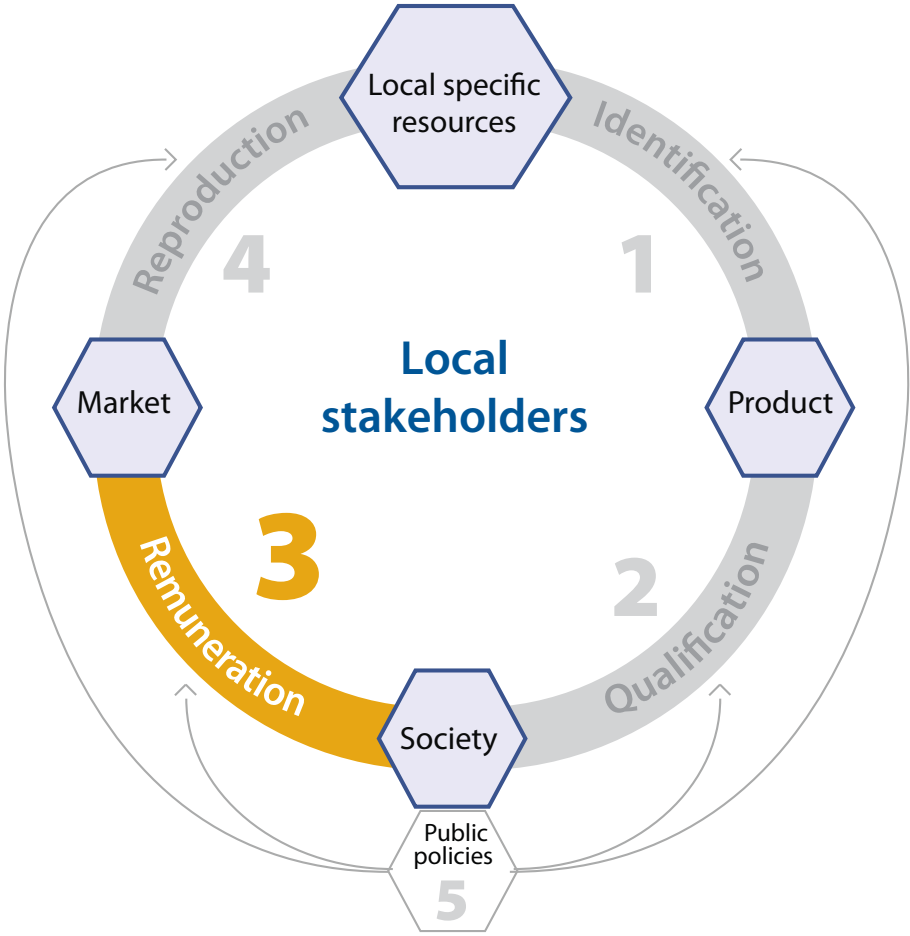 Local specific
resources
Identification
1
Product
Qualification
2
Society
Remuneration
3
Market
Reproduction
4
Local
stakeholders
Public
policies
5